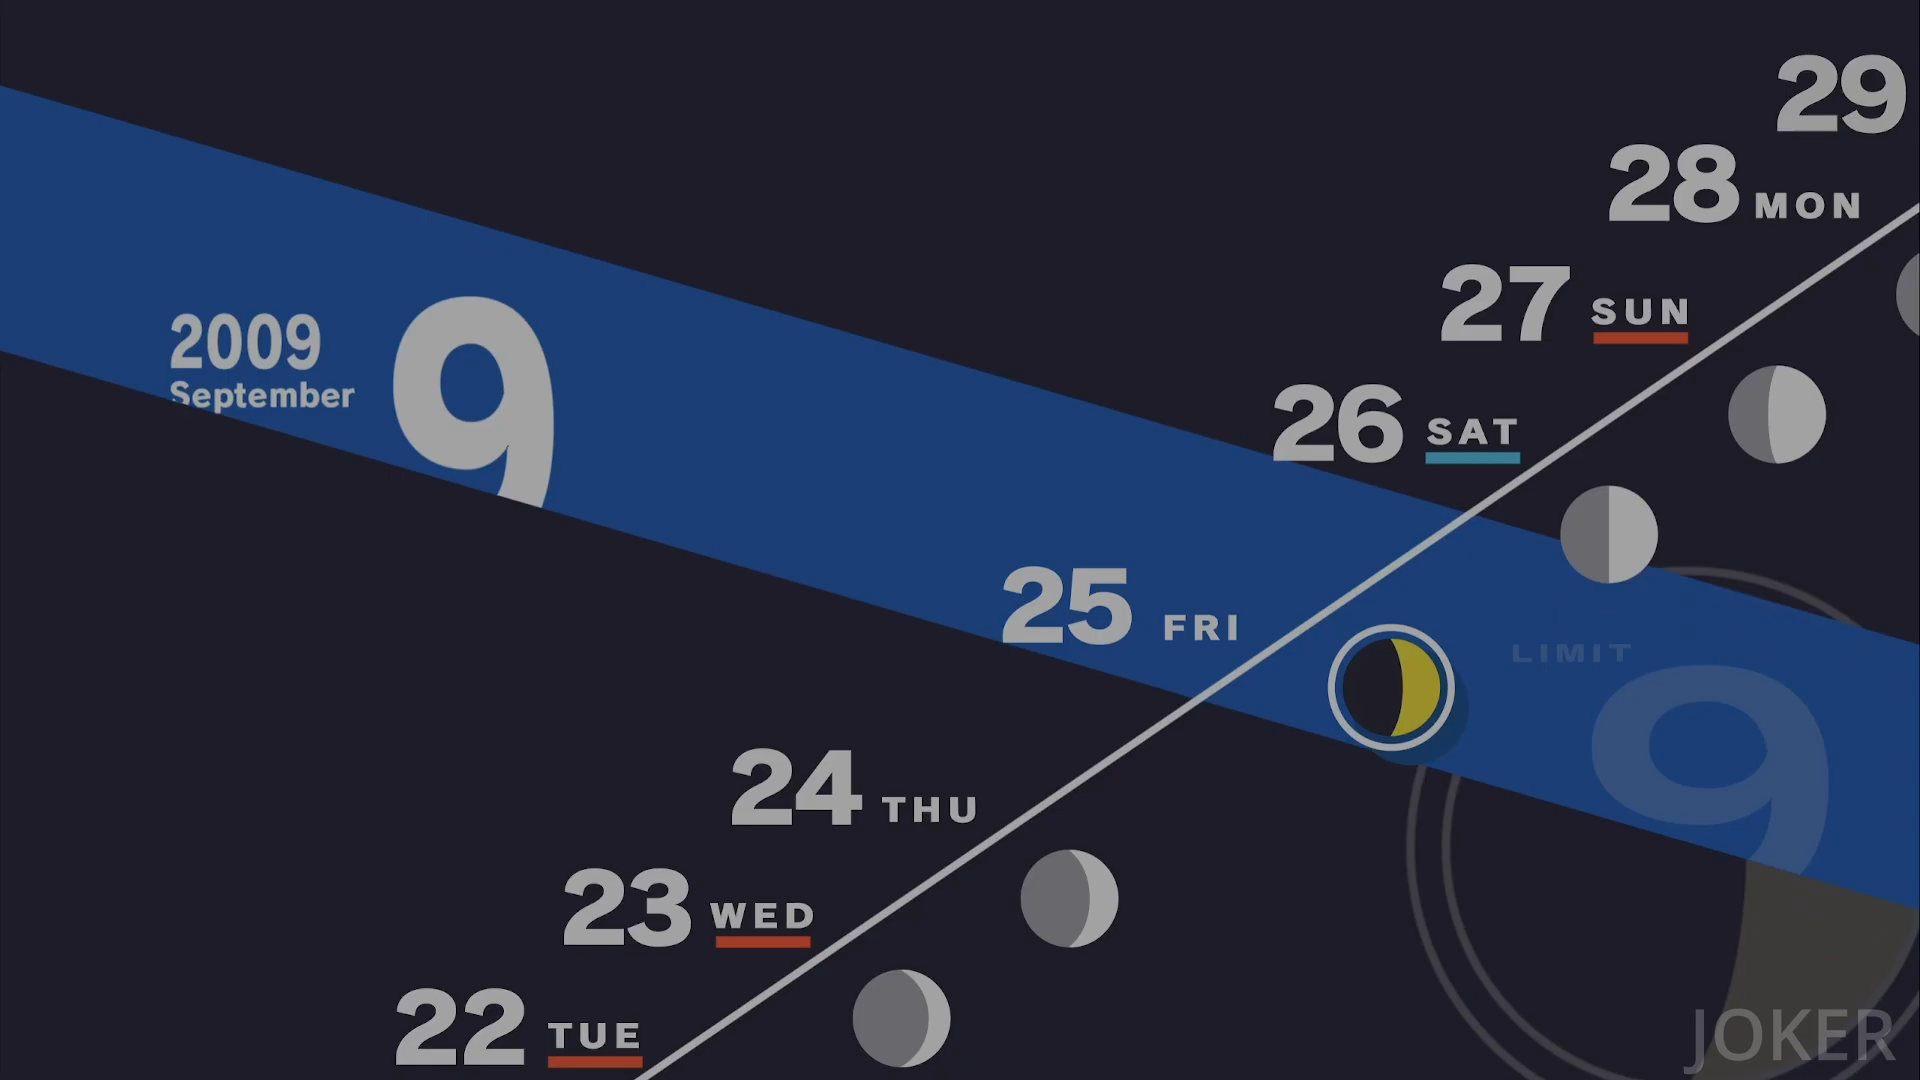 29
28 MON
27 SUN
2009
September
9
26 SAT
25 FRI
LIMIT
9
24 THU
23 WED
22 TUE
JOKER